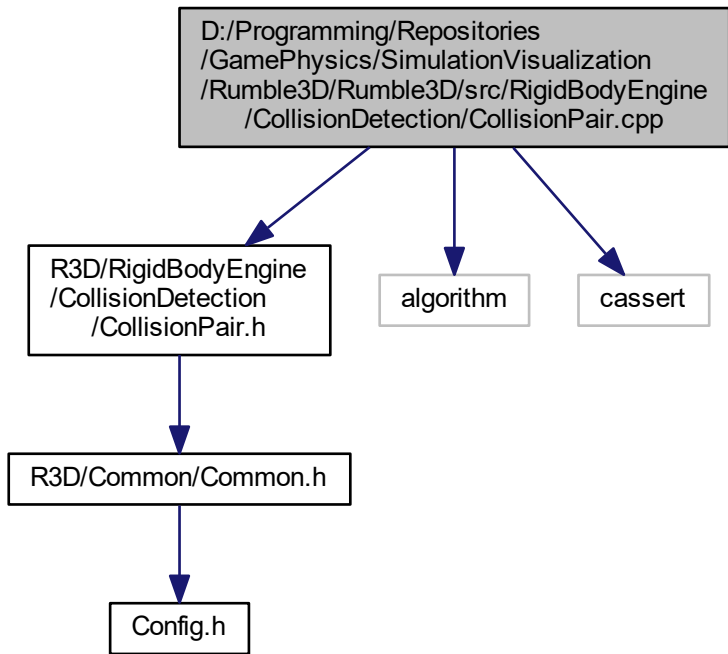 D:/Programming/Repositories
/GamePhysics/SimulationVisualization
/Rumble3D/Rumble3D/src/RigidBodyEngine
/CollisionDetection/CollisionPair.cpp
R3D/RigidBodyEngine
/CollisionDetection
/CollisionPair.h
algorithm
cassert
R3D/Common/Common.h
Config.h